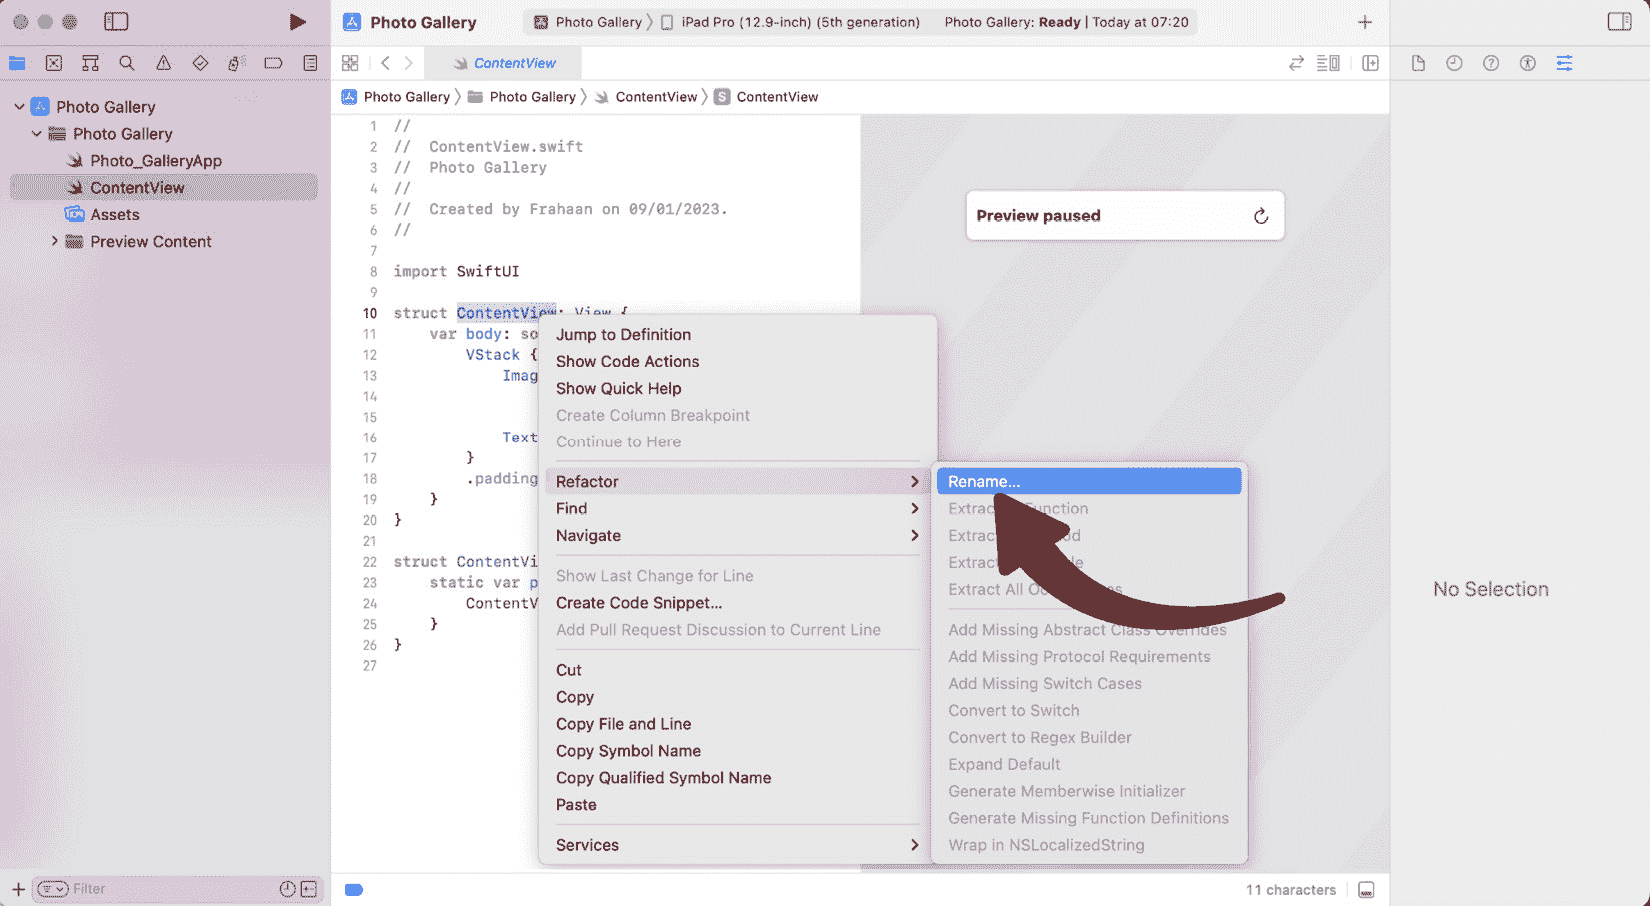 Photo Gallery
Photo Gallery
iPad Pro (12.9-inch) (5th generation)
Photo Gallery: Ready | Today at 07:20
ContentView
Photo Gallery
Photo Gallery
ContentView
S ContentView
Photo Gallery
Photo Gallery
Photo_GalleryApp
ContentView
Assets
Preview Content
1 //
2 // ContentView.swift
3 // Photo Gallery
4 //
5 // Created by Frahaan on 09/01/2023.
6 //
7
8 import SwiftUI
9
10 struct ContentView: View {
11 var body: so
12 VStack {
13 Imag
14
15
16 Text
17 }
18 .padding
19 }
20 }
21
22 struct ContentVi
23 static var p
24 ContentV
25 }
26 }
27
Preview paused
Jump to Definition
Show Code Actions
Show Quick Help
Create Column Breakpoint
Continue to Here
Refactor
Find
Navigate
Show Last Change for Line
Create Code Snippet...
Add Pull Request Discussion to Current Line
Cut
Copy
Copy File and Line
Copy Symbol Name
Copy Qualified Symbol Name
Paste
Services
Rename...
Function
Extract All
Add Missing Abstract Class Overrides
Add Missing Protocol Requirements
Add Missing Switch Cases
Convert to Switch
Convert to Regex Builder
Expand Default
Generate Memberwise Initializer
Generate Missing Function Definitions
Wrap in NSLocalizedString
No Selection
Filter
11 characters